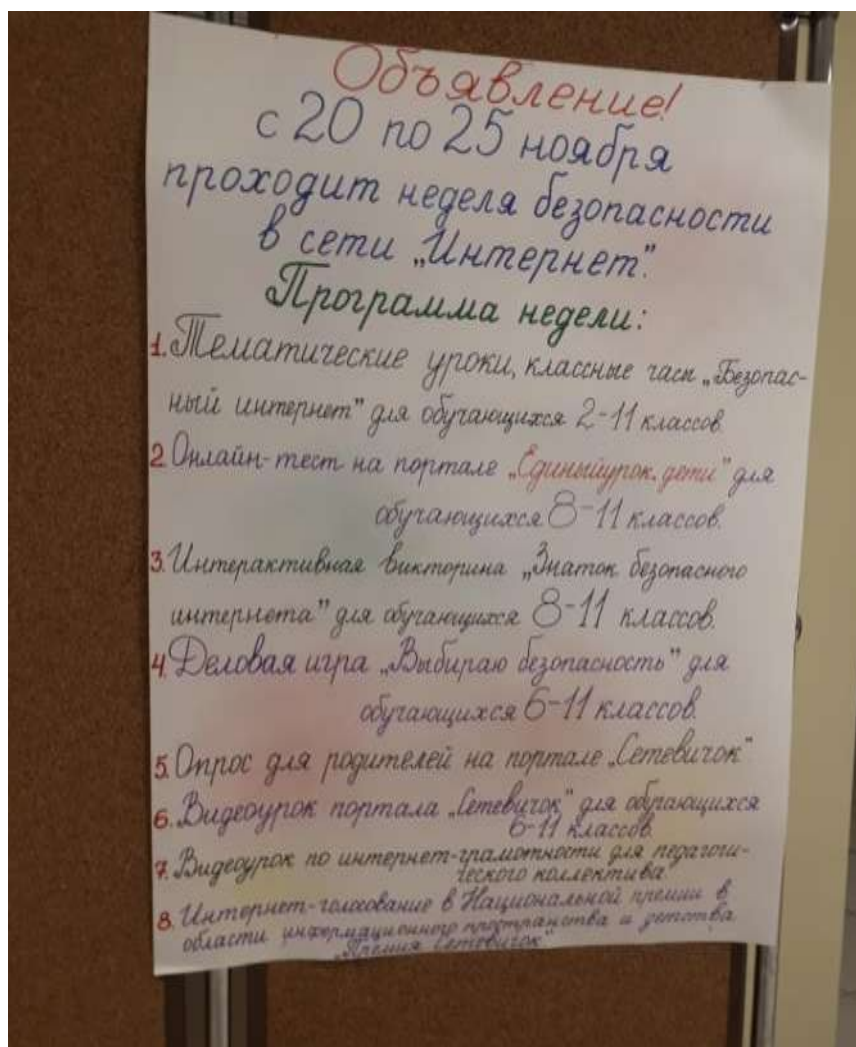 Объявление!
с 20 по 25 ноября
проходит неделя безопасности
в сети „Интернет".
Программа недели:
1. Тематические уроки, классные часы „Безопас-
ный интернет" для обучающихся 2-11 классов.
2 Онлайн-тест на портале „Единыйурок.дети" для
обучающихся 8-11 классов.
3. Интерактивная викторина „Знаток безопасного
интернета" для обучающихся 8-11 классов.
4. Деловая игра „Выбираю безопасность" для
обучающихся 6-11 классов.
5. Опрос для родителей на портале „Сетевичок"
6. Видеоурок портала „Сетевичок" для обучающихся
6-11 классов.
7. Видеоурок по интернет-грамотности для педагоги-
ческого коллектива.
8. Интернет-голосование в Национальной премии в
области информационного пространства и детства
„Премия Сетевичок"